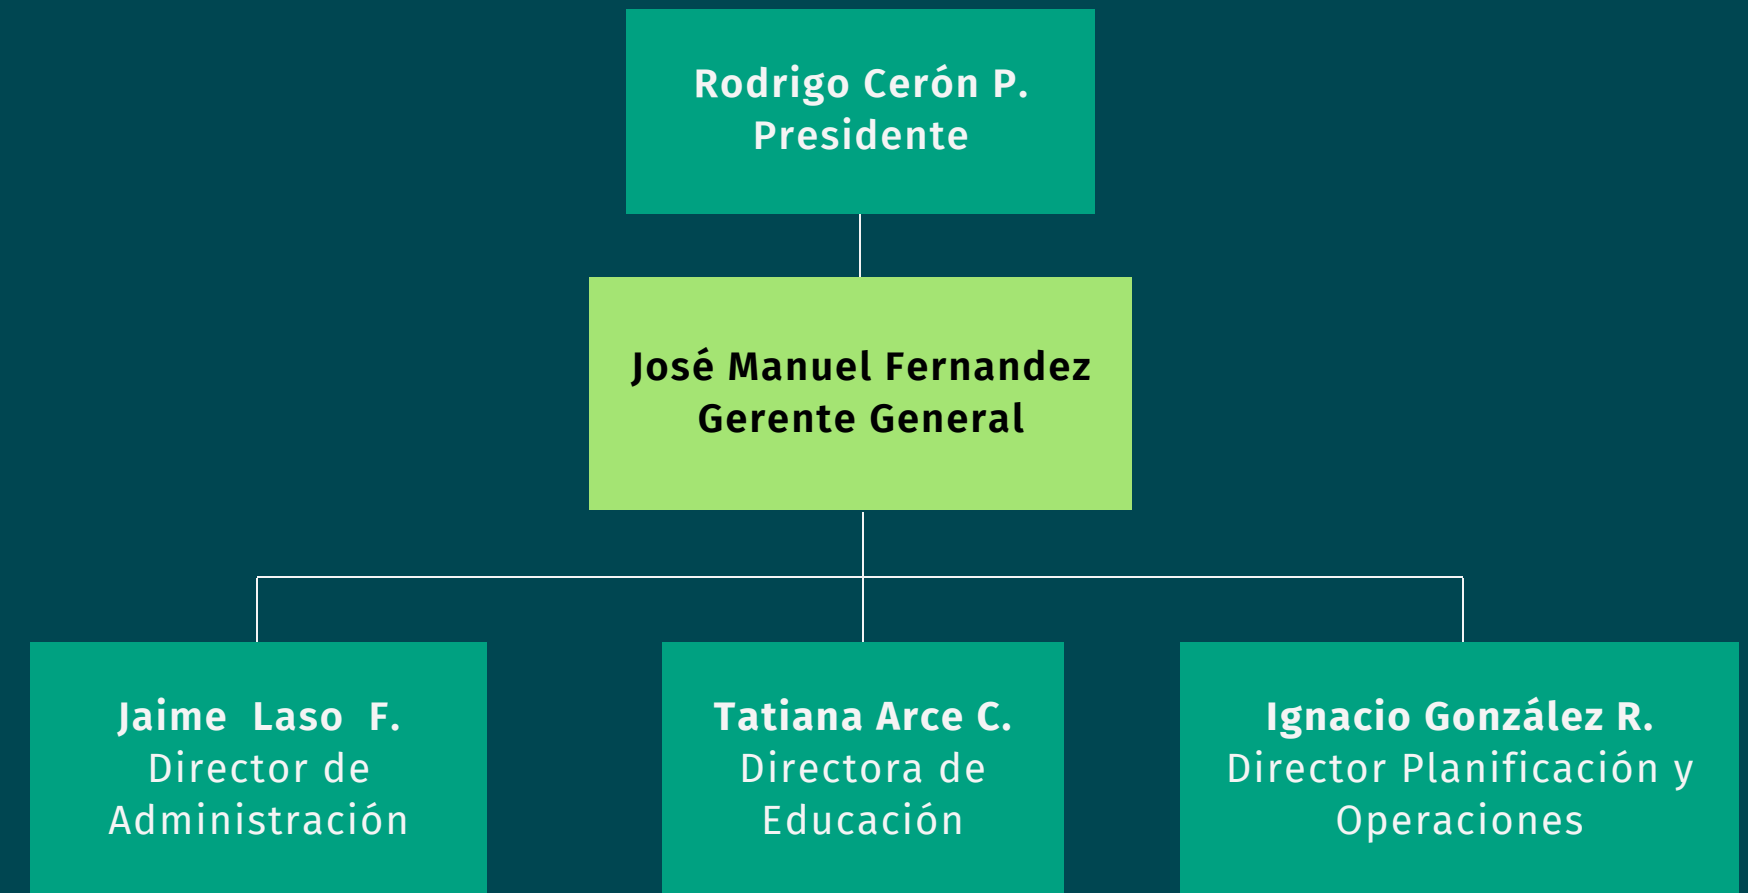 Rodrigo Cerón P.
Presidente
José Manuel Fernandez
Gerente General
Jaime Laso F.
Director de
Administración
Tatiana Arce C.
Directora de
Educación
Ignacio González R.
Director Planificación y
Operaciones